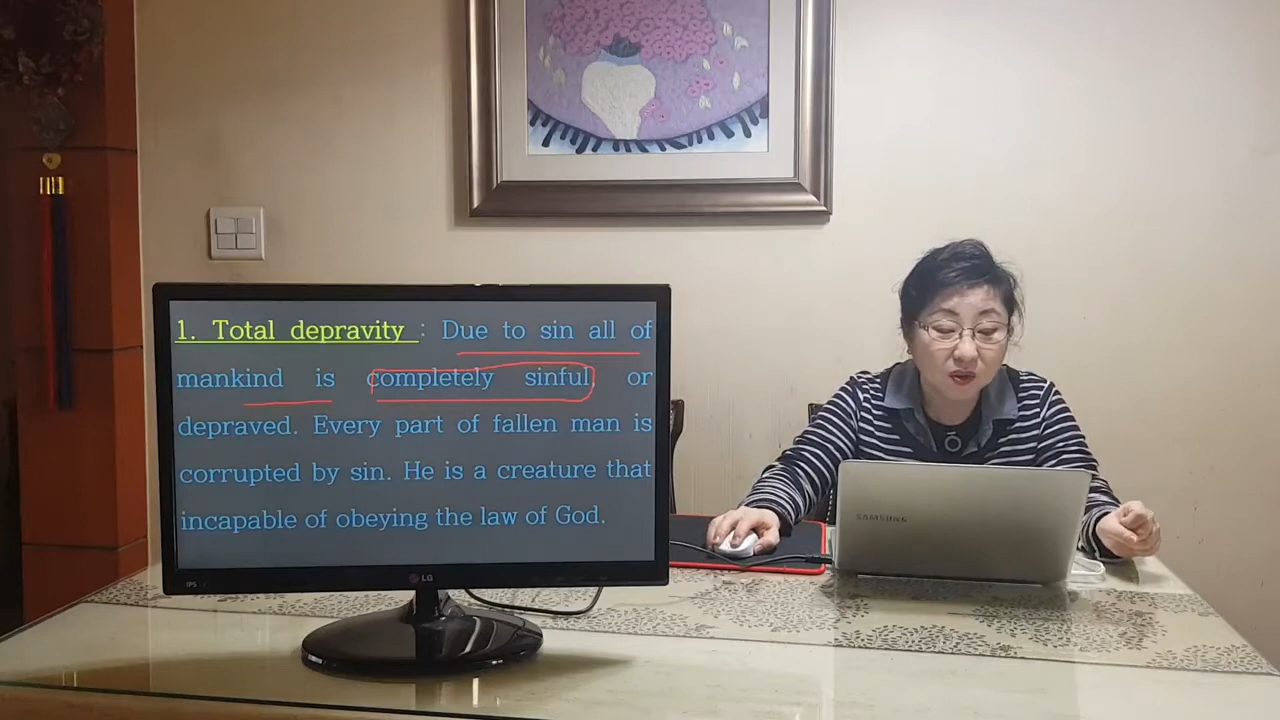 1. Total depravity : Due to sin all of
mankind is completely sinful, or
depraved. Every part of fallen man is
corrupted by sin. He is a creature that
incapable of obeying the law of God.
IPS
LG
SAMSUNG